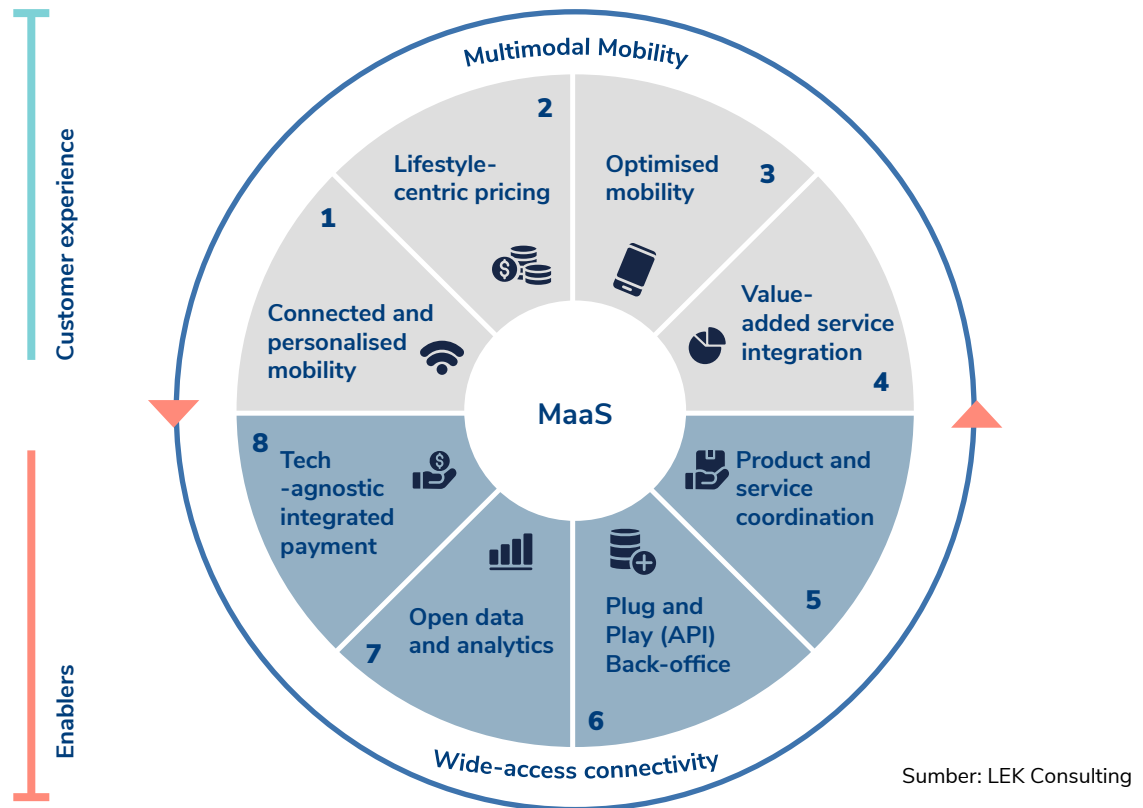 Multimodal Mobility
Customer experience
1
Connected and
personalised
mobility
2
Lifestyle-
centric pricing
$
3
Optimised
mobility
4
Value-
added service
integration
MaaS
5
Product and
service
coordination
6
Plug and
Play (API)
Back-office
7
Open data
and analytics
8
Tech
-agnostic
integrated
payment
$
Enablers
Wide-access connectivity
Sumber: LEK Consulting